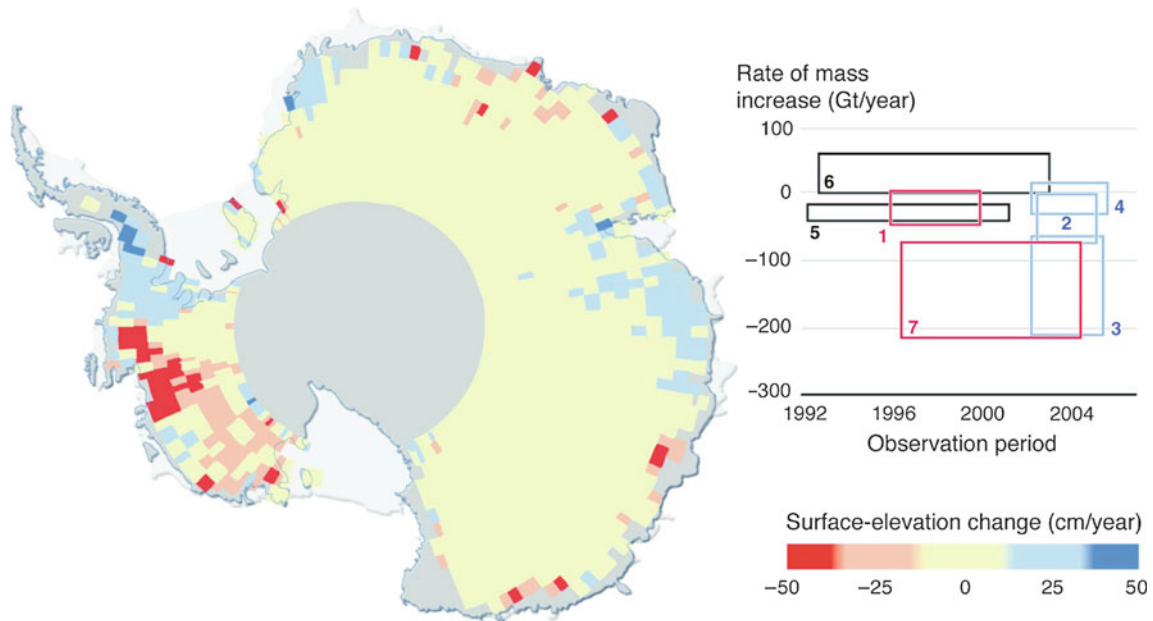 Rate of mass
increase (Gt/year)
100
0
−100
−200
−300
6
5
1
2
4
7
3
1992 1996 2000 2004
Observation period
Surface-elevation change (cm/year)
−50 −25 0 25 50